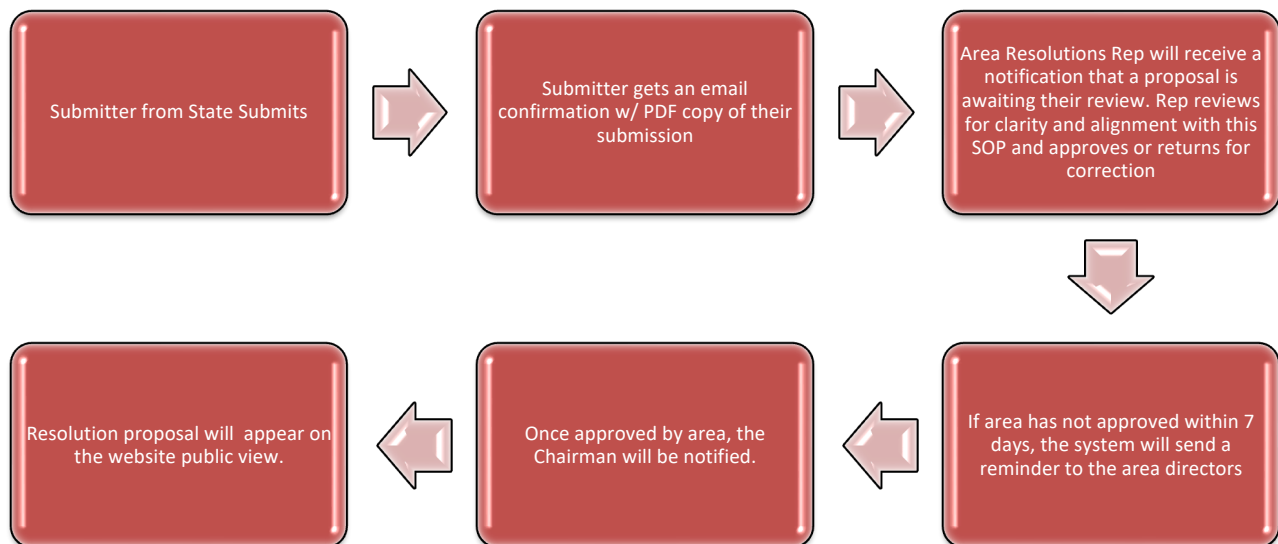 Submitter from State Submits
Submitter gets an email
confirmation w/ PDF copy of their
submission
Area Resolutions Rep will receive a
notification that a proposal is
awaiting their review. Rep reviews
for clarity and alignment with this
SOP and approves or returns for
correction
If area has not approved within 7
days, the system will send a
reminder to the area directors
Once approved by area, the
Chairman will be notified.
Resolution proposal will appear on
the website public view.